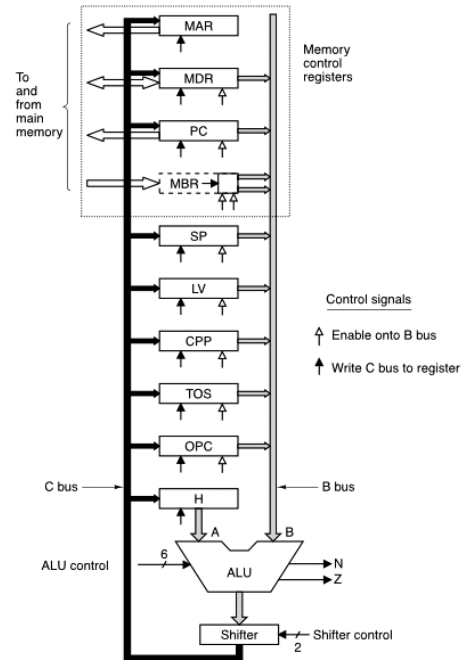 MAR
MDR
PC
MBR
SP
LV
CPP
TOS
OPC
H
To
and
from
main
memory
Memory
control
registers
Control signals
Enable onto B bus
Write C bus to register
C bus
B bus
A
B
ALU control
6
ALU
N
Z
Shifter
Shifter control
2